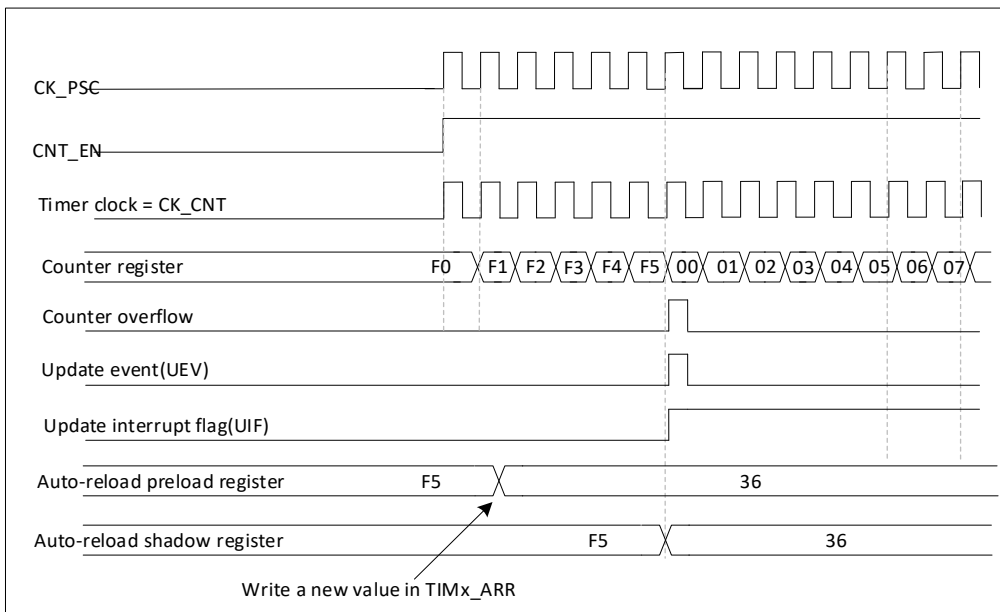 CK_PSC
CNT_EN
Timer clock = CK_CNT
Counter register F0 F1 F2 F3 F4 F5 00 01 02 03 04 05 06 07
Counter overflow
Update event(UEV)
Update interrupt flag(UIF)
Auto-reload preload register F5 36
Auto-reload shadow register F5 36
Write a new value in TIMx_ARR